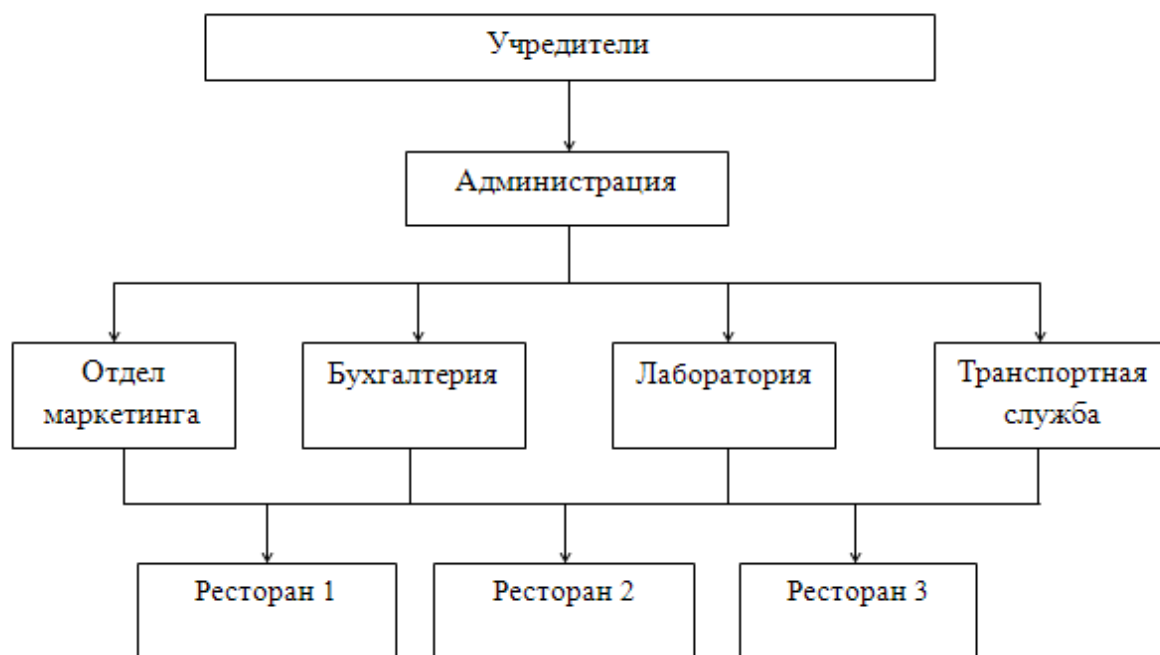 Учредители
Администрация
Отдел
маркетинга
Бухгалтерия
Лаборатория
Транспортная
служба
Ресторан 1
Ресторан 2
Ресторан 3